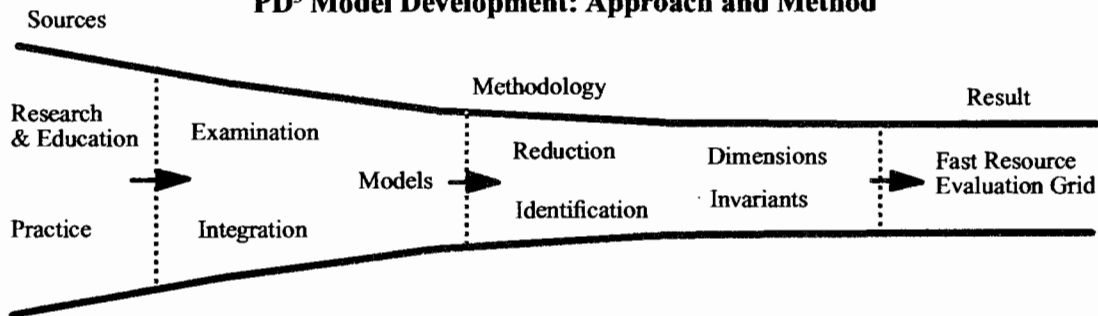 PD³ Model Development: Approach and Method
Sources
Methodology
Result
Research
& Education
Examination
Reduction
Dimensions
Fast Resource
Evaluation Grid
Models
Identification
Invariants
Practice
Integration